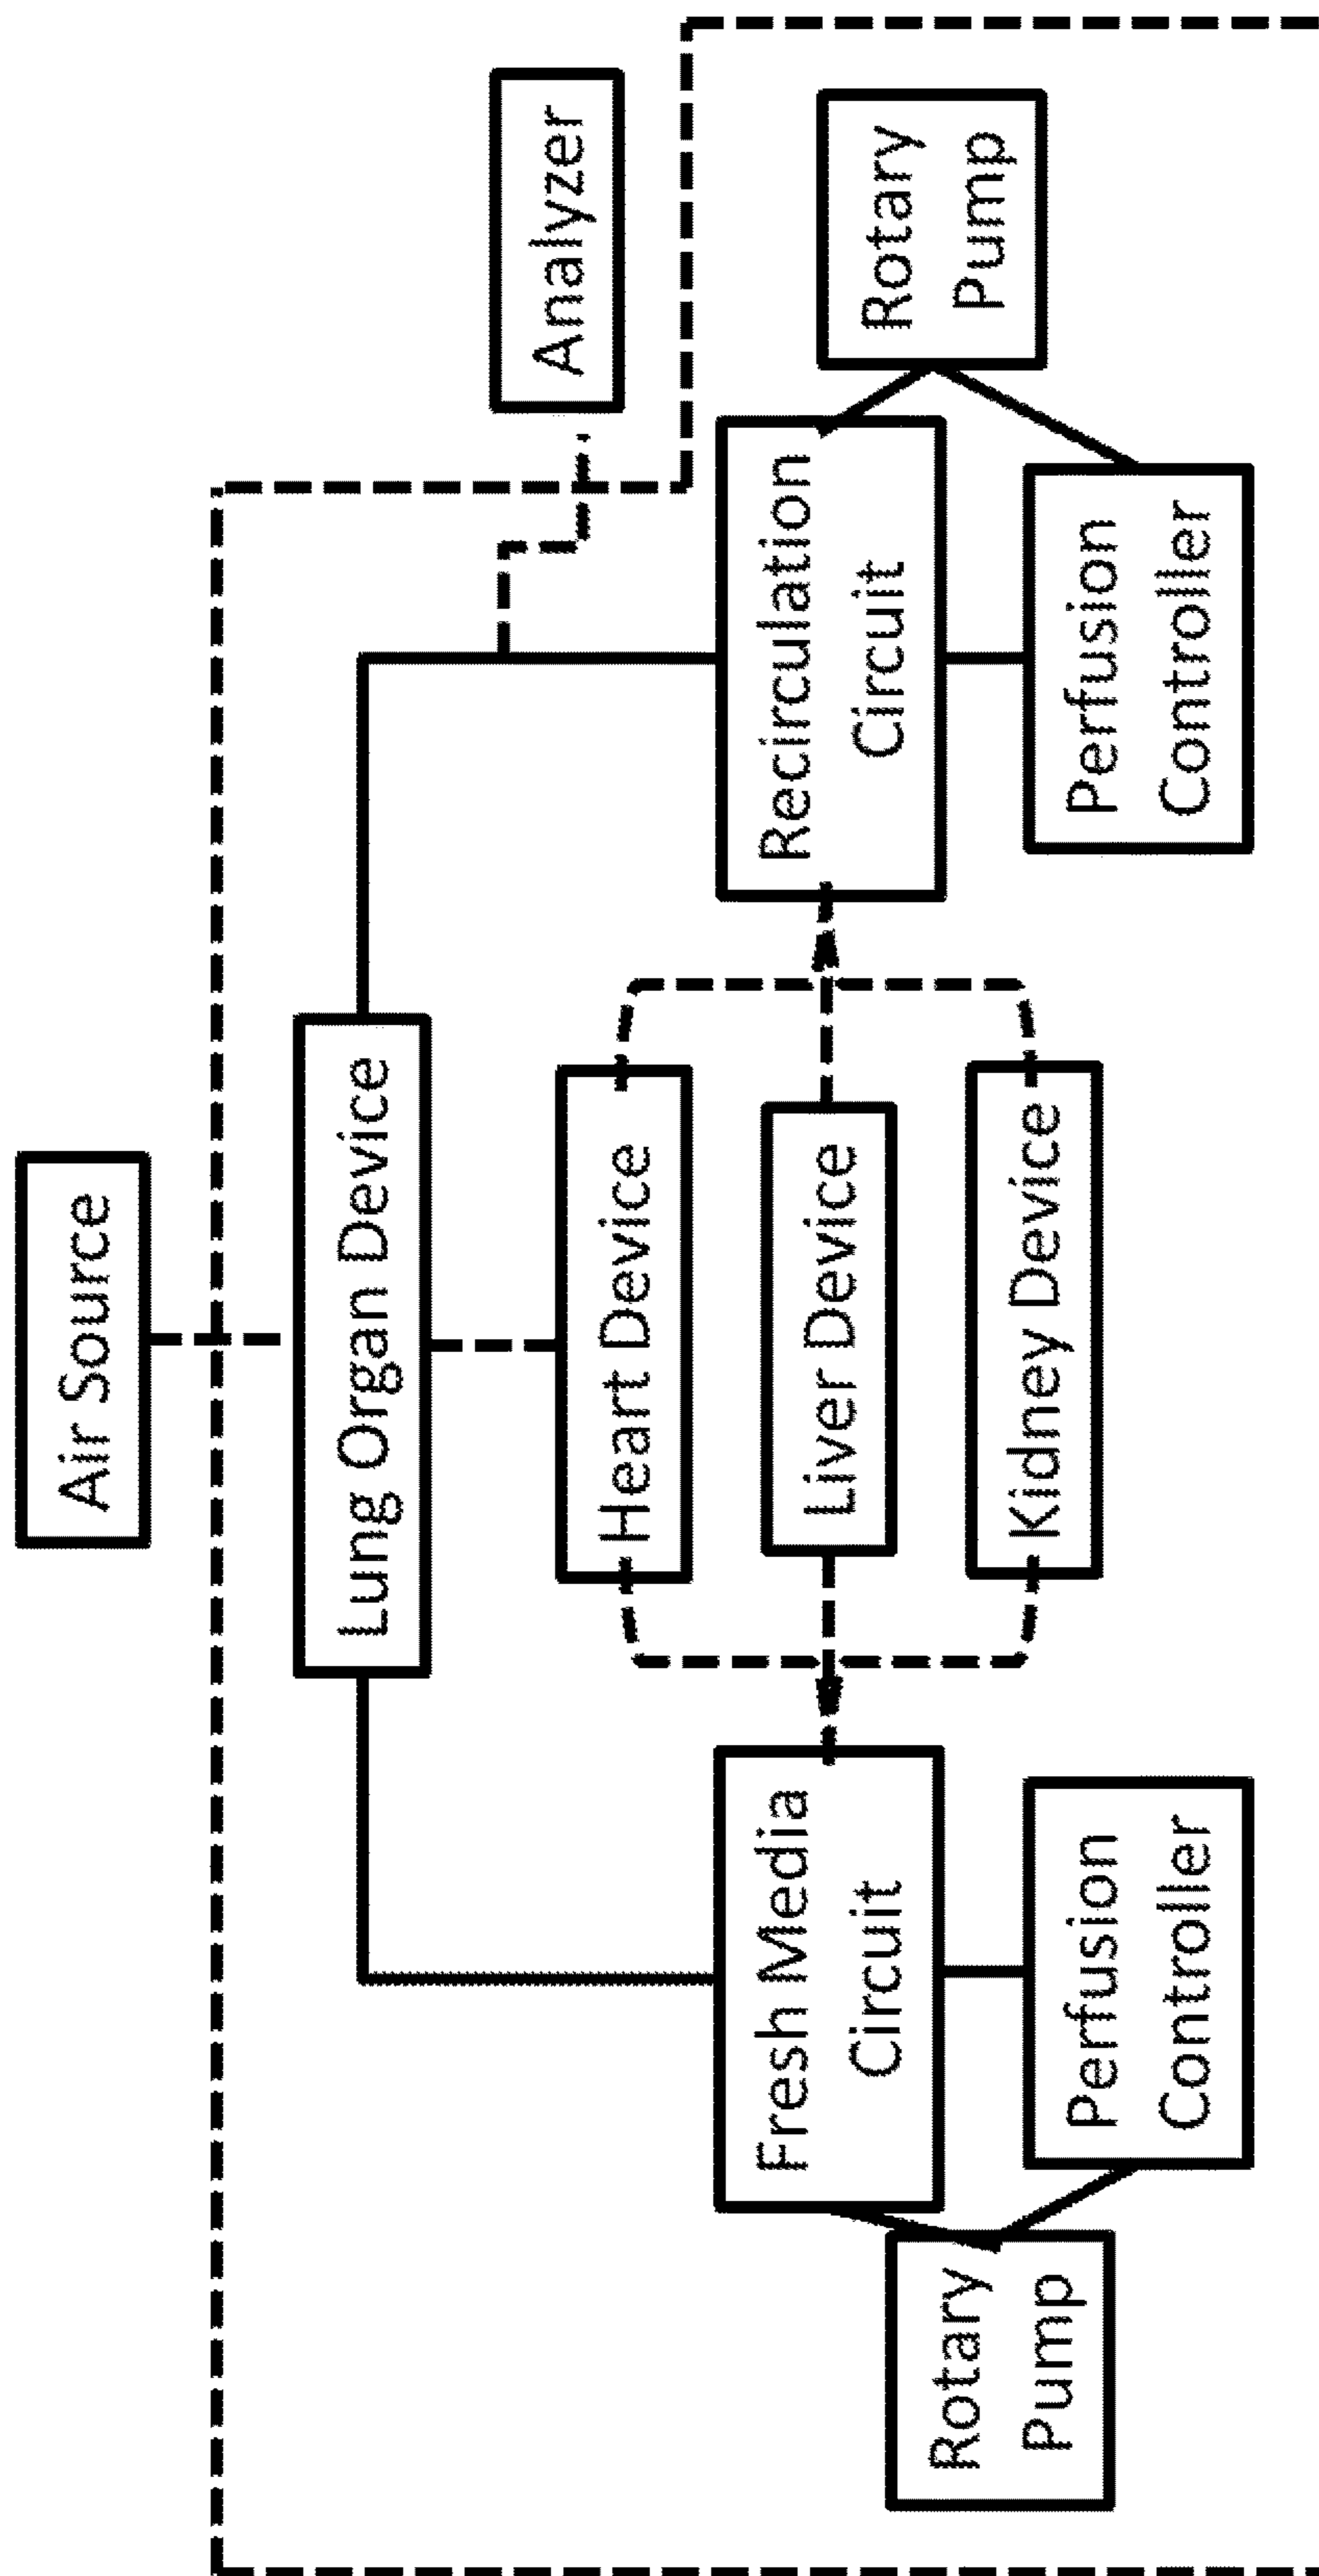 Air Source
Lung Organ Device
Analyzer
Heart Device
Fresh Media
Circuit
Liver Device
Recirculation
Circuit
Rotary
Pump
Rotary
Pump
Kidney Device
Perfusion
Controller
Perfusion
Controller